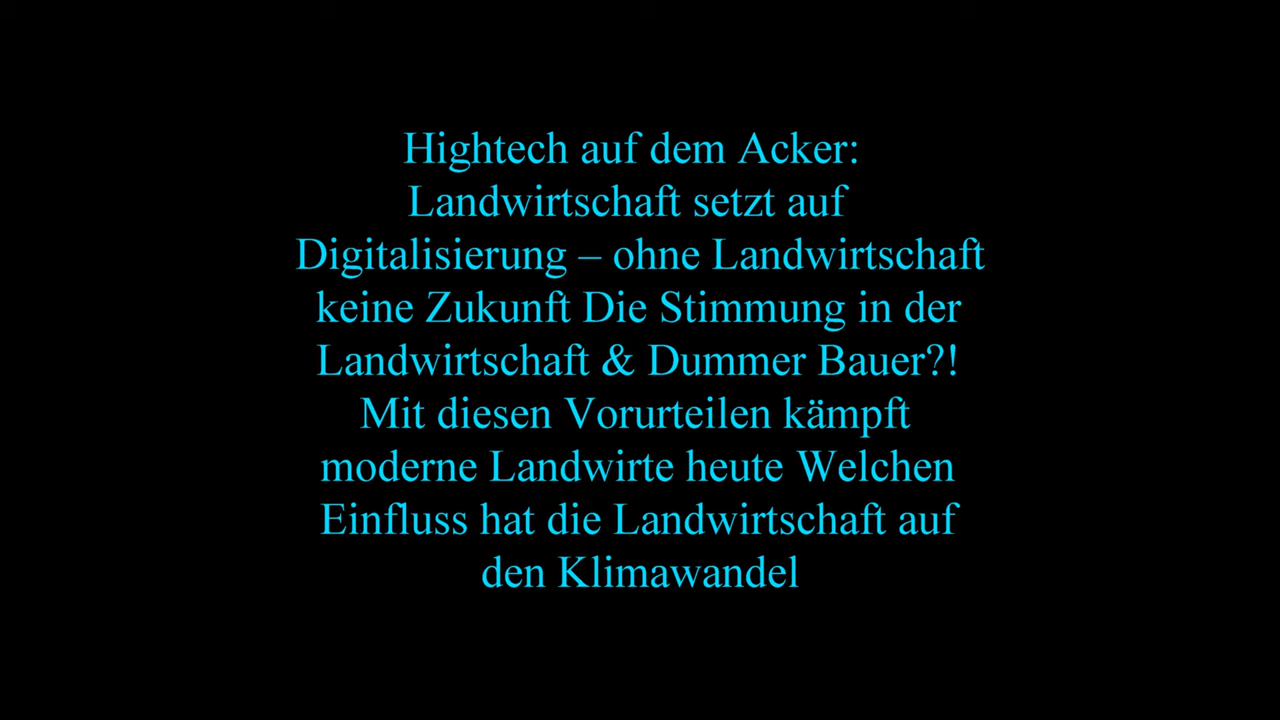 Hightech auf dem Acker:
Landwirtschaft setzt auf
Digitalisierung – ohne Landwirtschaft
keine Zukunft Die Stimmung in der
Landwirtschaft & Dummer Bauer?!
Mit diesen Vorurteilen kämpft
moderne Landwirte heute Welchen
Einfluss hat die Landwirtschaft auf
den Klimawandel